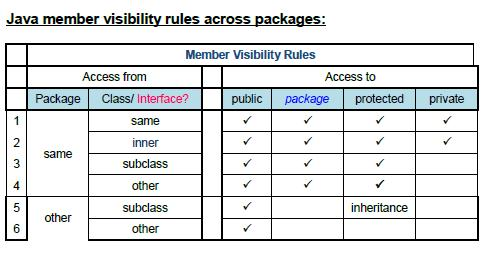 Java member visibility rules across packages:
Member Visibility Rules
Access from Access to
Package Class/ Interface? public package protected private
1 same ✓ ✓ ✓ ✓
2 inner ✓ ✓ ✓ ✓
same
3 subclass ✓ ✓ ✓
4 other ✓ ✓ ✓
5 subclass ✓ inheritance
other
6 other ✓